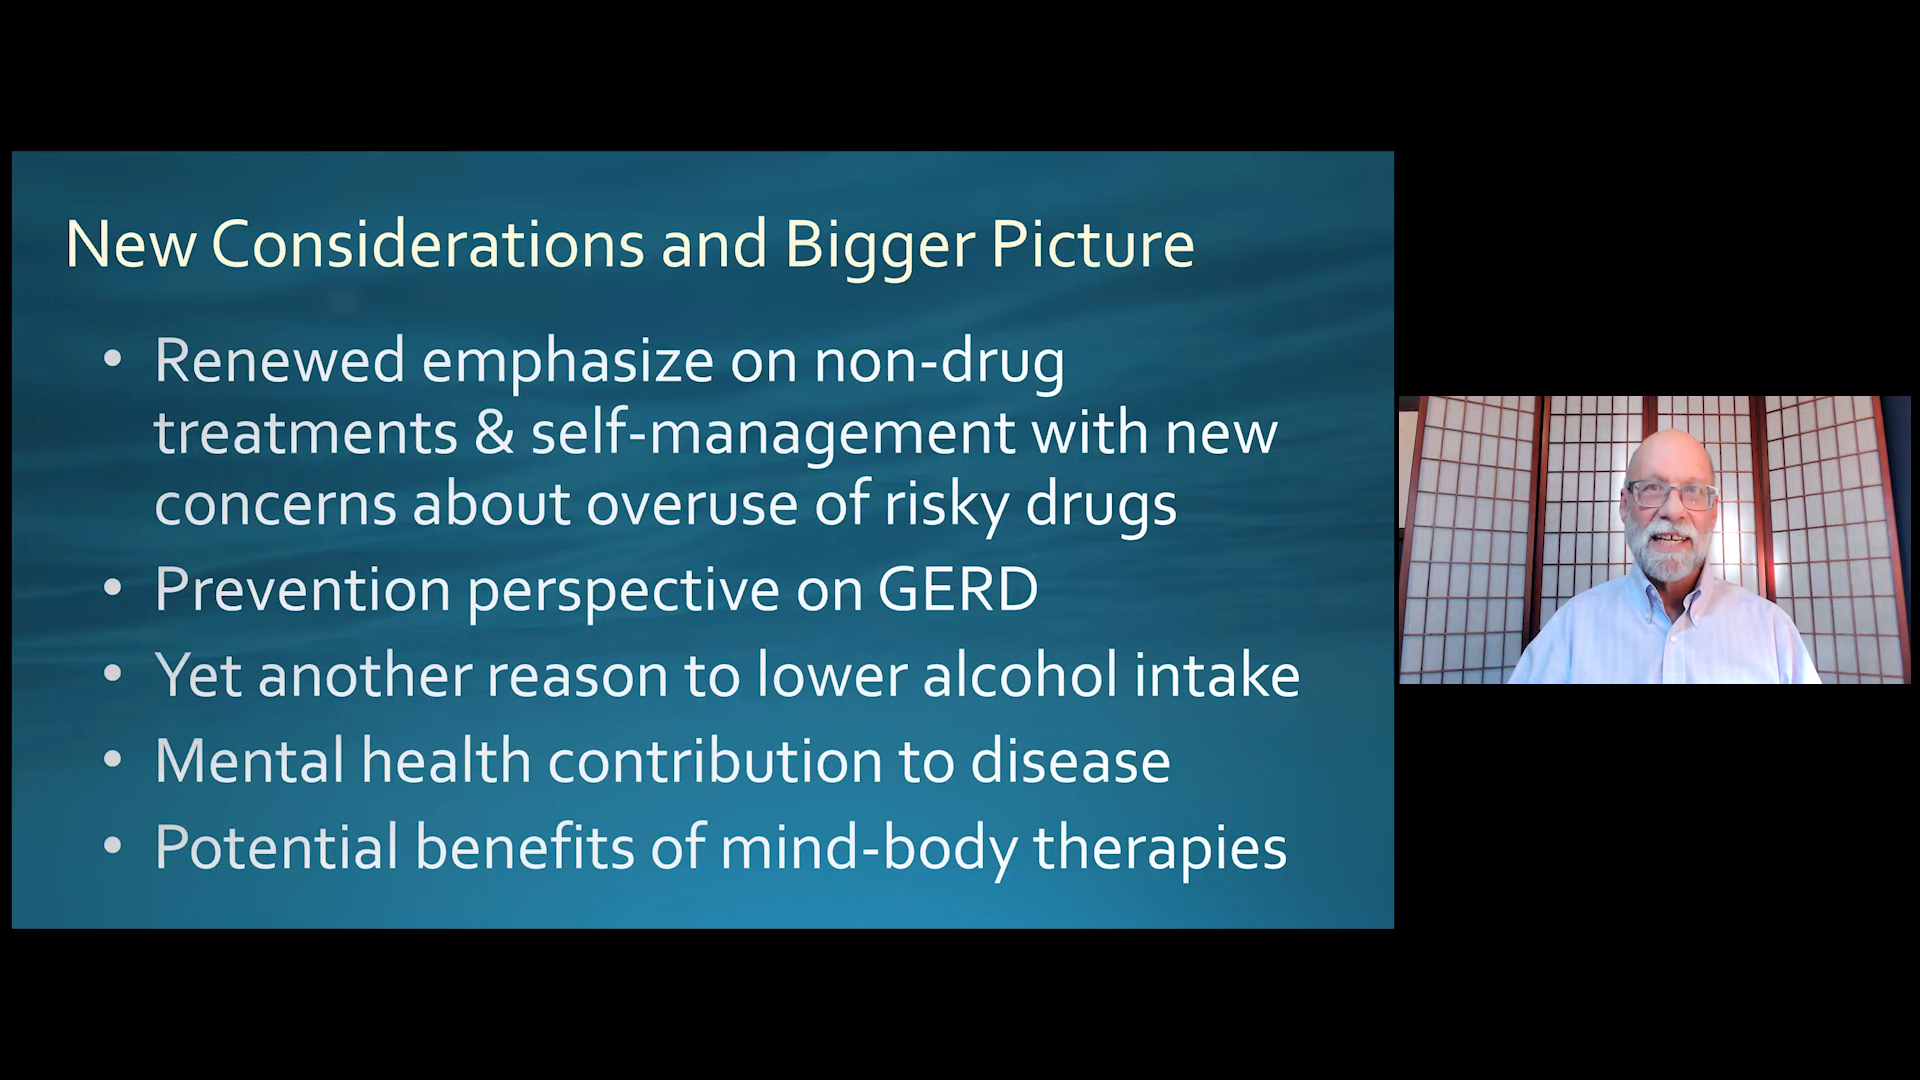 New Considerations and Bigger Picture
• Renewed emphasize on non-drug
treatments & self-management with new
concerns about overuse of risky drugs
• Prevention perspective on GERD
• Yet another reason to lower alcohol intake
• Mental health contribution to disease
• Potential benefits of mind-body therapies